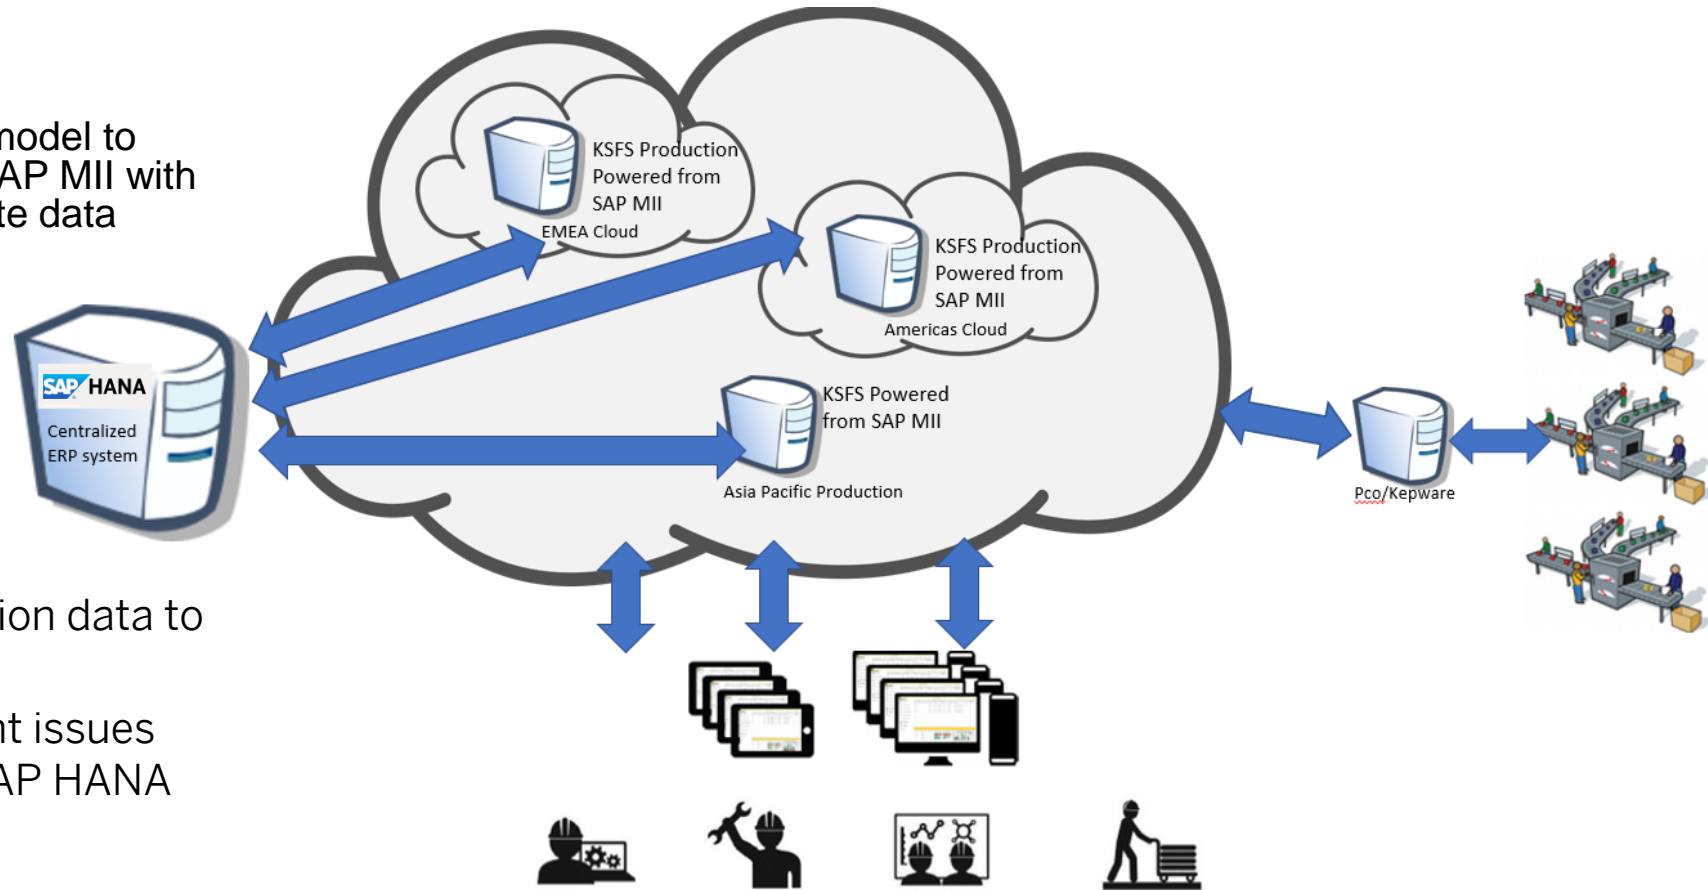 model to
AP MII with
te data
KSFS Production
Powered from
SAP MII
EMEA Cloud
KSFS Production
Powered from
SAP MII
Americas Cloud
SAP HANA
Centralized
ERP system
KSFS Powered
from SAP MII
Asia Pacific Production
Pco/Kepware
ion data to
nt issues
AP HANA